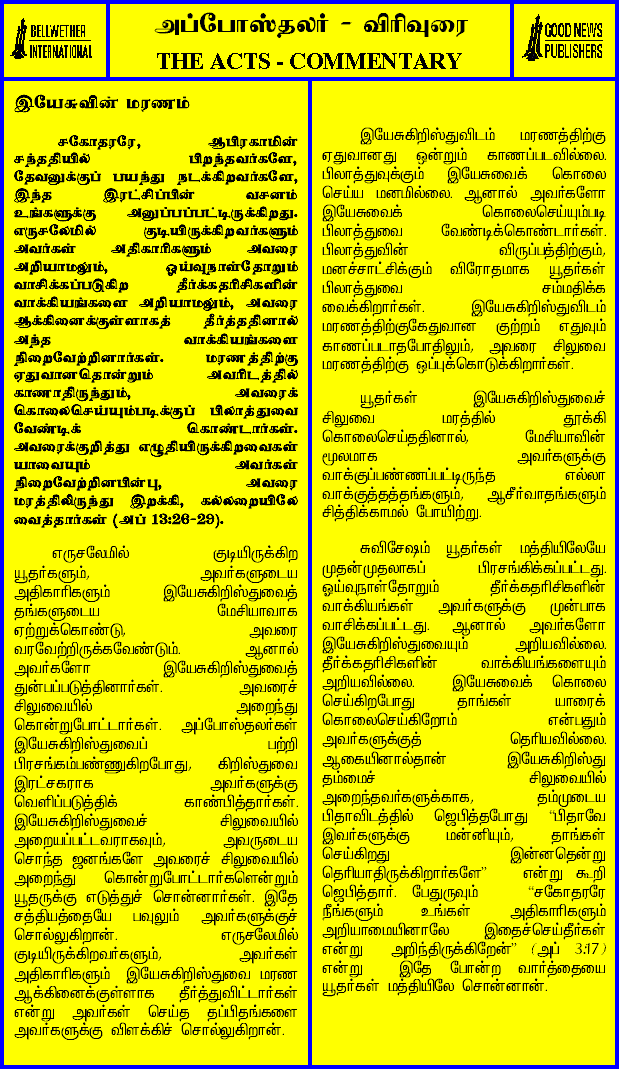 BELLWETHER
INTERNATIONAL
அப்போஸ்தலர் - விரிவுரை
THE ACTS - COMMENTARY
GOOD NEWS
PUBLISHERS
இயேசுவின் மரணம்
சகோதரரே, ஆபிரகாமின்
சந்ததியில் பிறந்தவர்களே,
தேவனுக்குப் பயந்து நடக்கிறவர்களே,
இந்த இரட்சிப்பின் வசனம்
உங்களுக்கு அனுப்பப்பட்டிருக்கிறது.
எருசலேமில் குடியிருக்கிறவர்களும்
அவர்கள் அதிகாரிகளும் அவரை
அறியாமலும், ஓய்வுநாள்தோறும்
வாசிக்கப்படுகிற தீர்க்கதரிசிகளின்
வாக்கியங்களை அறியாமலும், அவரை
ஆக்கினைக்குள்ளாகத் தீர்த்ததினால்
அந்த வாக்கியங்களை
நிறைவேற்றினார்கள். மரணத்திற்கு
ஏதுவானதொன்றும் அவரிடத்தில்
காணாதிருந்தும், அவரைக்
கொலைசெய்யும்படிக்குப் பிலாத்துவை
வேண்டிக் கொண்டார்கள்.
அவரைக்குறித்து எழுதியிருக்கிறவைகள்
யாவையும் அவர்கள்
நிறைவேற்றினபின்பு, அவரை
மரத்திலிருந்து இறக்கி, கல்லறையிலே
வைத்தார்கள் (அப் 13:26-29).
எருசலேமில் குடியிருக்கிற
யூதர்களும், அவர்களுடைய
அதிகாரிகளும் இயேசுகிறிஸ்துவைத்
தங்களுடைய மேசியாவாக
ஏற்றுக்கொண்டு, அவரை
வரவேற்றிருக்கவேண்டும். ஆனால்
அவர்களோ இயேசுகிறிஸ்துவைத்
துன்பப்படுத்தினார்கள். அவரைச்
சிலுவையில் அறைந்து
கொன்றுபோட்டார்கள். அப்போஸ்தலர்கள்
இயேசுகிறிஸ்துவைப் பற்றி
பிரசங்கம்பண்ணுகிறபோது, கிறிஸ்துவை
இரட்சகராக அவர்களுக்கு
வெளிப்படுத்திக் காண்பித்தார்கள்.
இயேசுகிறிஸ்துவைச் சிலுவையில்
அறையப்பட்டவராகவும், அவருடைய
சொந்த ஜனங்களே அவரைச் சிலுவையில்
அறைந்து கொன்றுபோட்டார்களென்றும்
யூதருக்கு எடுத்துச் சொன்னார்கள். இதே
சத்தியத்தையே பவுலும் அவர்களுக்குச்
சொல்லுகிறான். எருசலேமில்
குடியிருக்கிறவர்களும், அவர்கள்
அதிகாரிகளும் இயேசுகிறிஸ்துவை மரண
ஆக்கினைக்குள்ளாக தீர்த்துவிட்டார்கள்
என்று அவர்கள் செய்த தப்பிதங்களை
அவர்களுக்கு விளக்கிச் சொல்லுகிறான்.
இயேசுகிறிஸ்துவிடம் மரணத்திற்கு
ஏதுவானது ஒன்றும் காணப்படவில்லை.
பிலாத்துவுக்கும் இயேசுவைக் கொலை
செய்ய மனமில்லை. ஆனால் அவர்களோ
இயேசுவைக் கொலைசெய்யும்படி
பிலாத்துவை வேண்டிக்கொண்டார்கள்.
பிலாத்துவின் விருப்பத்திற்கும்,
மனச்சாட்சிக்கும் விரோதமாக யூதர்கள்
பிலாத்துவை சம்மதிக்க
வைக்கிறார்கள். இயேசுகிறிஸ்துவிடம்
மரணத்திற்குகேதுவான குற்றம் எதுவும்
காணப்படாதபோதிலும், அவரை சிலுவை
மரணத்திற்கு ஒப்புக்கொடுக்கிறார்கள்.
யூதர்கள் இயேசுகிறிஸ்துவைச்
சிலுவை மரத்தில் தூக்கி
கொலைசெய்ததினால், மேசியாவின்
மூலமாக அவர்களுக்கு
வாக்குப்பண்ணப்பட்டிருந்த எல்லா
வாக்குத்தத்தங்களும், ஆசீர்வாதங்களும்
சித்திக்காமல் போயிற்று.
சுவிசேஷம் யூதர்கள் மத்தியிலேயே
முதன்முதலாகப் பிரசங்கிக்கப்பட்டது.
ஓய்வுநாள்தோறும் தீர்க்கதரிசிகளின்
வாக்கியங்கள் அவர்களுக்கு முன்பாக
வாசிக்கப்பட்டது. ஆனால் அவர்களோ
இயேசுகிறிஸ்துவையும் அறியவில்லை.
தீர்க்கதரிசிகளின் வாக்கியங்களையும்
அறியவில்லை. இயேசுவைக் கொலை
செய்கிறபோது தாங்கள் யாரைக்
கொலைசெய்கிறோம் என்பதும்
அவர்களுக்குத் தெரியவில்லை.
ஆகையினால்தான் இயேசுகிறிஸ்து
தம்மைச் சிலுவையில்
அறைந்தவர்களுக்காக, தம்முடைய
பிதாவிடத்தில் ஜெபித்தபோது "பிதாவே
இவர்களுக்கு மன்னியும், தாங்கள்
செய்கிறது இன்னதென்று
தெரியாதிருக்கிறார்களே" என்று கூறி
ஜெபித்தார். பேதுருவும் "சகோதரரே
நீங்களும் உங்கள் அதிகாரிகளும்
அறியாமையினாலே இதைச்செய்தீர்கள்
என்று அறிந்திருக்கிறேன்" (அப் 3:17)
என்று இதே போன்ற வார்த்தையை
யூதர்கள் மத்தியிலே சொன்னான்.